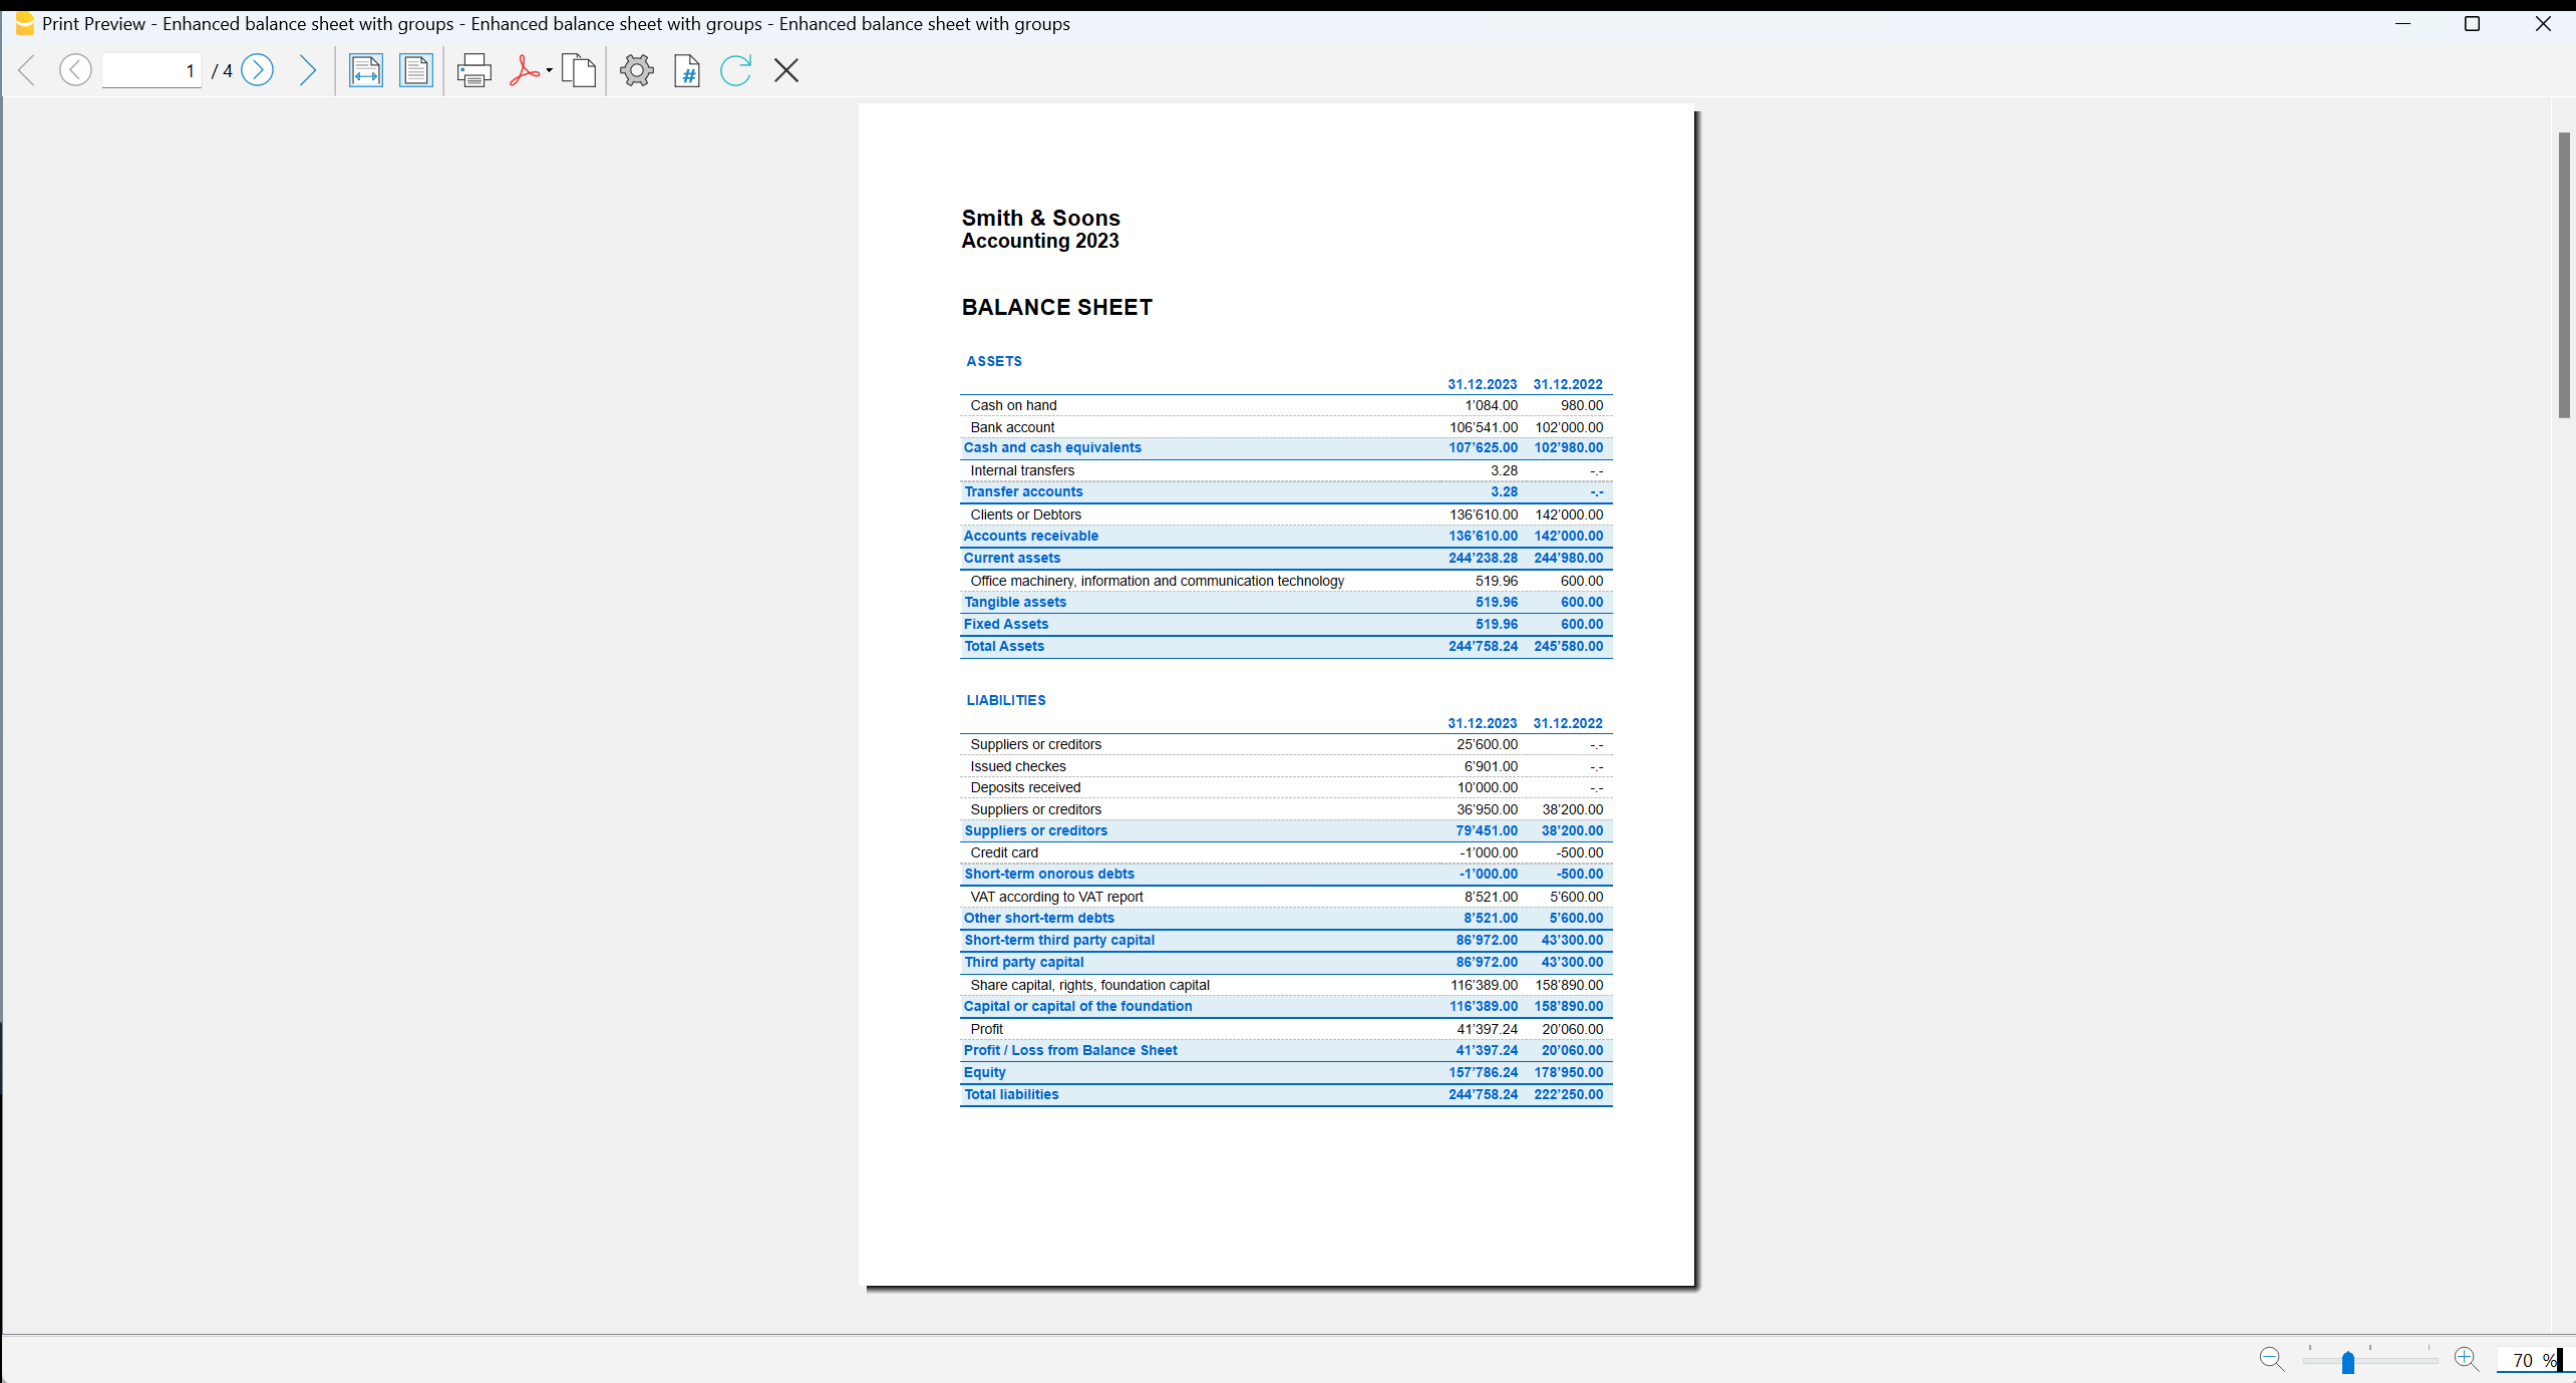 Print Preview - Enhanced balance sheet with groups - Enhanced balance sheet with groups - Enhanced balance sheet with groups
1 / 4
#
Smith & Soons
Accounting 2023
BALANCE SHEET
ASSETS
31.12.2023 31.12.2022
Cash on hand 1'084.00 980.00
Bank account 106'541.00 102'000.00
Cash and cash equivalents 107'625.00 102'980.00
Internal transfers 3.28 -.-
Transfer accounts 3.28 -.-
Clients or Debtors 136'610.00 142'000.00
Accounts receivable 136'610.00 142'000.00
Current assets 244'238.28 244'980.00
Office machinery, information and communication technology 519.96 600.00
Tangible assets 519.96 600.00
Fixed Assets 519.96 600.00
Total Assets 244'758.24 245'580.00
LIABILITIES
31.12.2023 31.12.2022
Suppliers or creditors 25'600.00 -.-
Issued checkes 6'901.00 -.-
Deposits received 10'000.00 -.-
Suppliers or creditors 36'950.00 38'200.00
Suppliers or creditors 79'451.00 38'200.00
Credit card -1'000.00 -500.00
Short-term onorous debts -1'000.00 -500.00
VAT according to VAT report 8'521.00 5'600.00
Other short-term debts 8'521.00 5'600.00
Short-term third party capital 86'972.00 43'300.00
Third party capital 86'972.00 43'300.00
Share capital, rights, foundation capital 116'389.00 158'890.00
Capital or capital of the foundation 116'389.00 158'890.00
Profit 41'397.24 20'060.00
Profit / Loss from Balance Sheet 41'397.24 20'060.00
Equity 157'786.24 178'950.00
Total liabilities 244'758.24 222'250.00
70 %